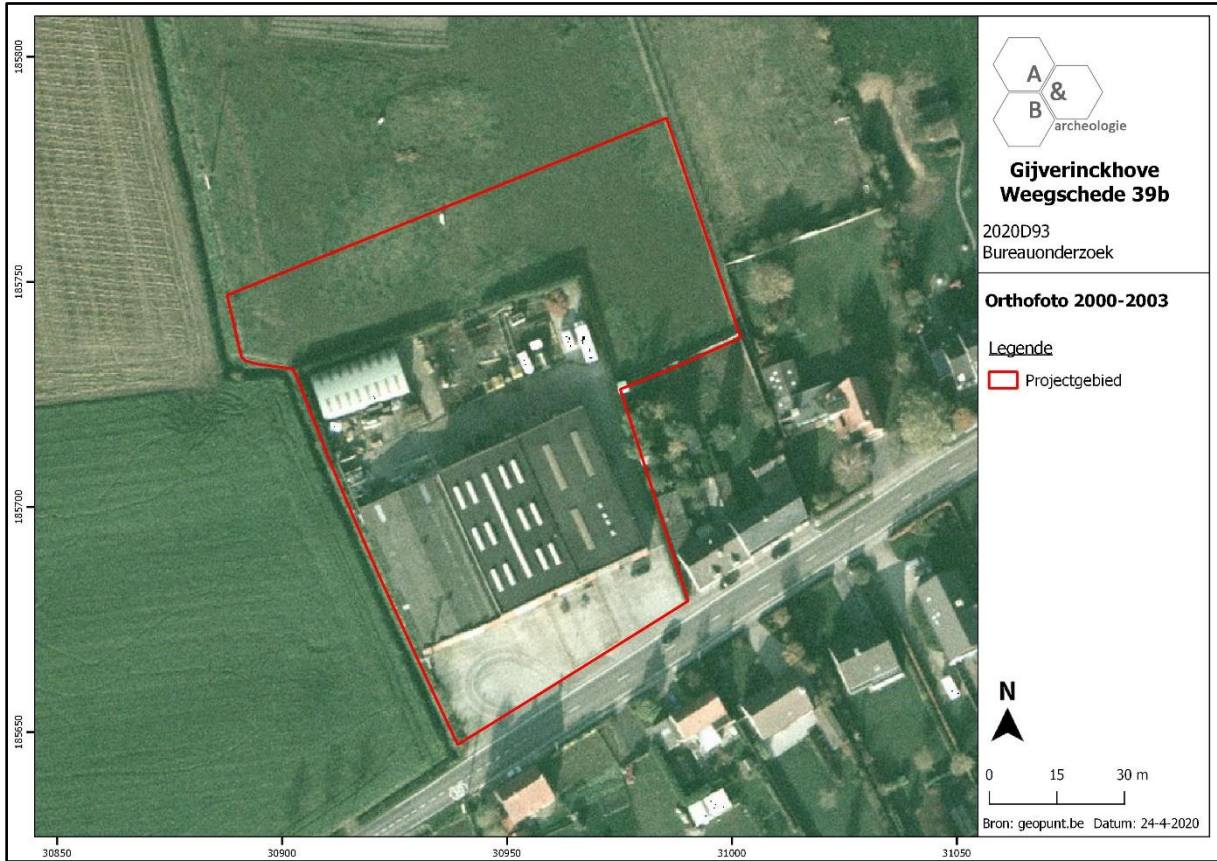 A
&
B
archeologie
Gijverinckhove
Weegschede 39b
2020D93
Bureauonderzoek
Orthofoto 2000-2003
Legende
Projectgebied
N
0 15 30 m
Bron: geopunt.be Datum: 24-4-2020
185800
185750
185700
185650
30850 30900 30950 31000 31050